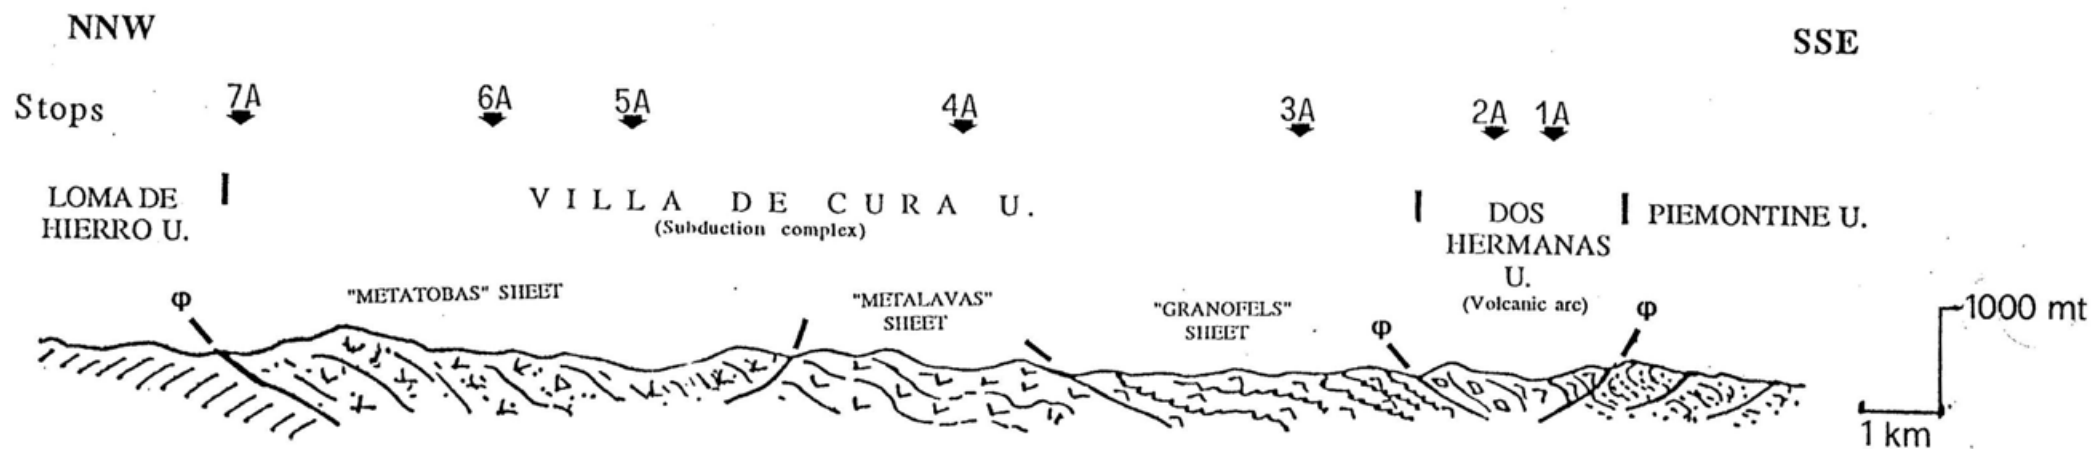 NNW
SSE
Stops 7A 6A 5A 4A 3A 2A 1A
LOMA DE
HIERRO U.
VILLA DE CURA U.
(Subduction complex)
DOS
HERMANAS
U.
(Volcanic arc)
PIEMONTINE U.
φ
"METATOBAS" SHEET
"METALAVAS"
SHEET
"GRANOFELS"
SHEET
φ
φ
1000 mt
1 km